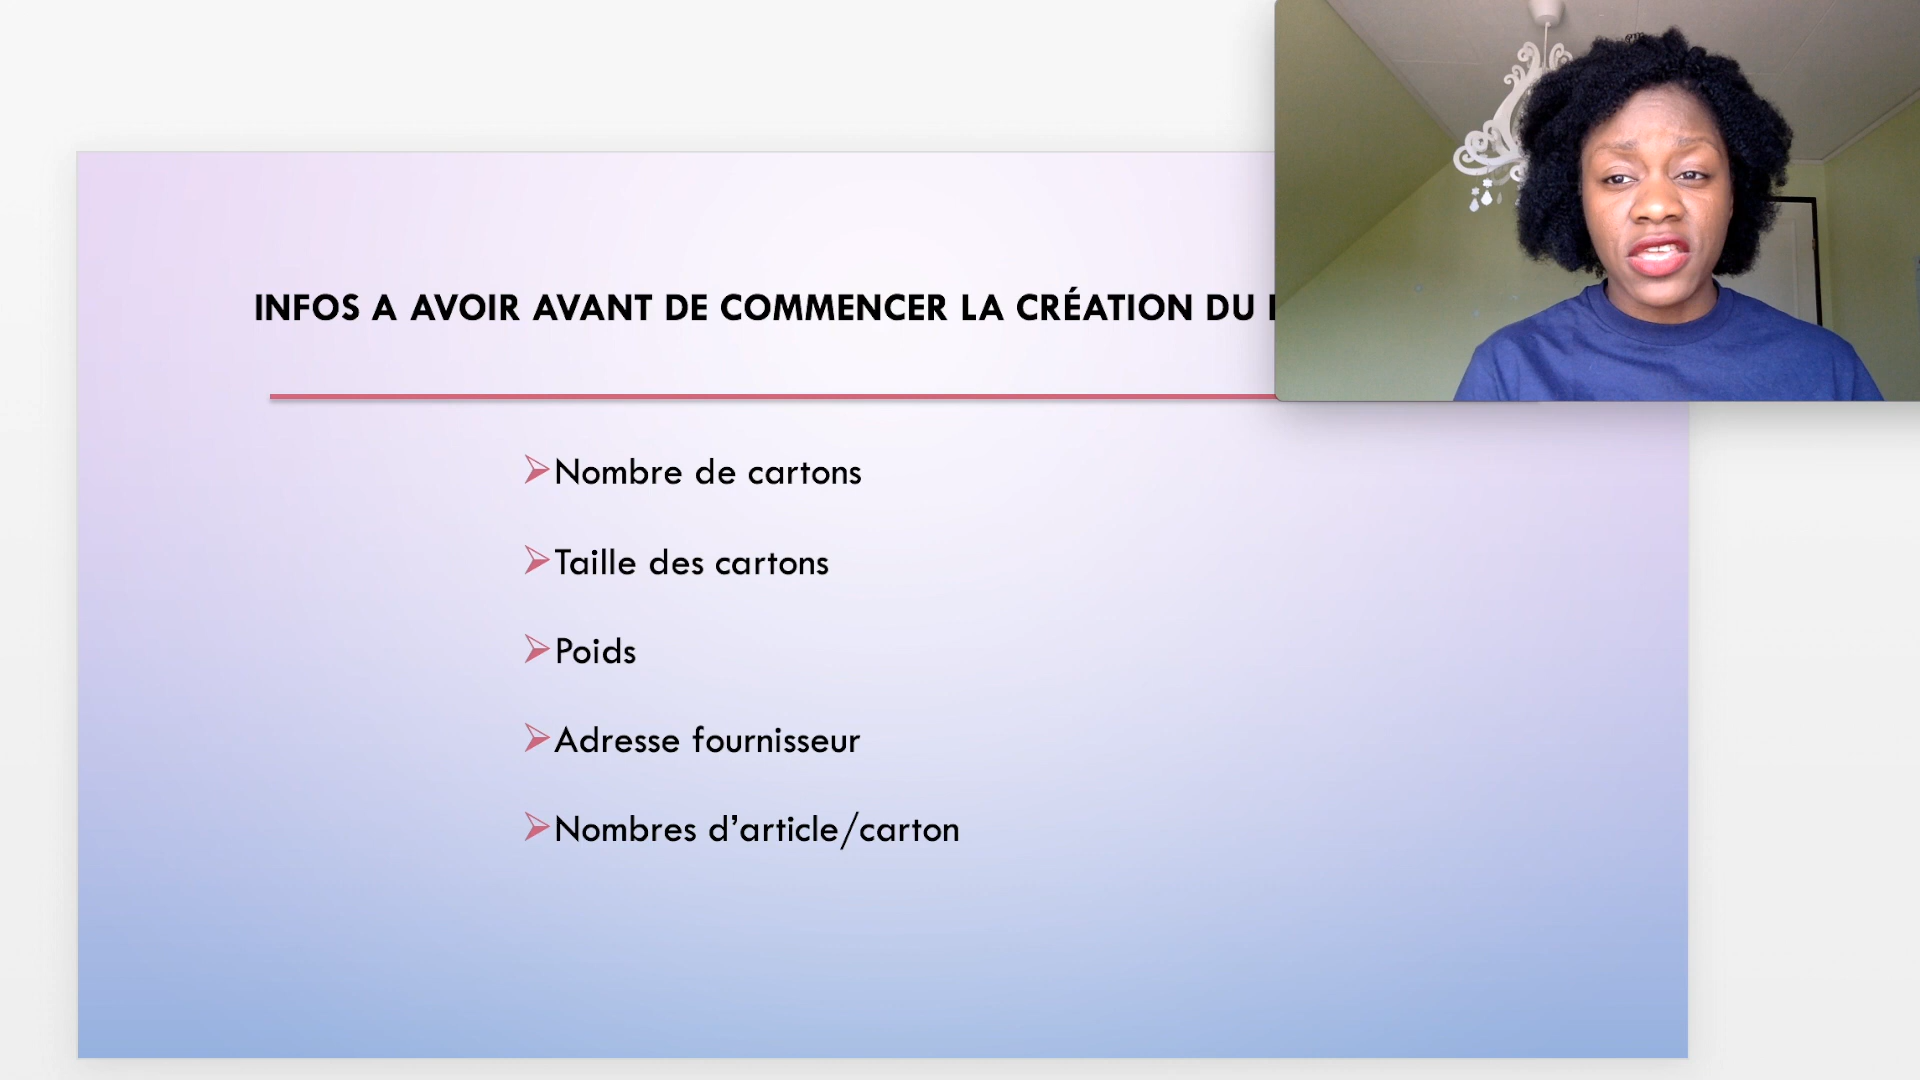 INFOS A AVOIR AVANT DE COMMENCER LA CRÉATION DU
Nombre de cartons
Taille des cartons
Poids
Adresse fournisseur
Nombres d’article/carton